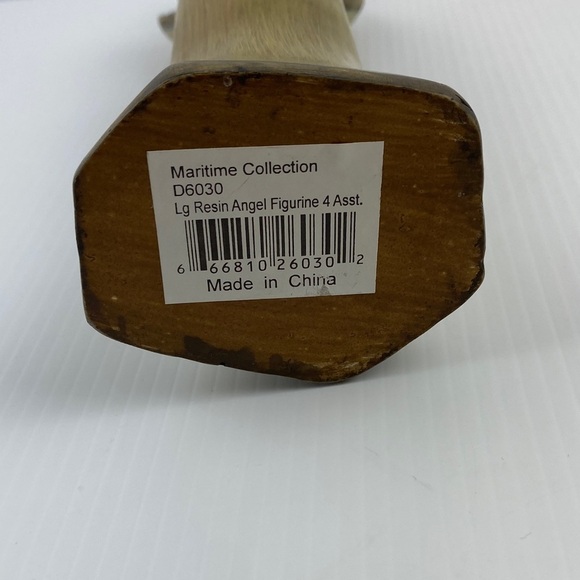 Maritime Collection
D6030
Lg Resin Angel Figurine 4 Asst.
6 66810 26030 2
Made in China